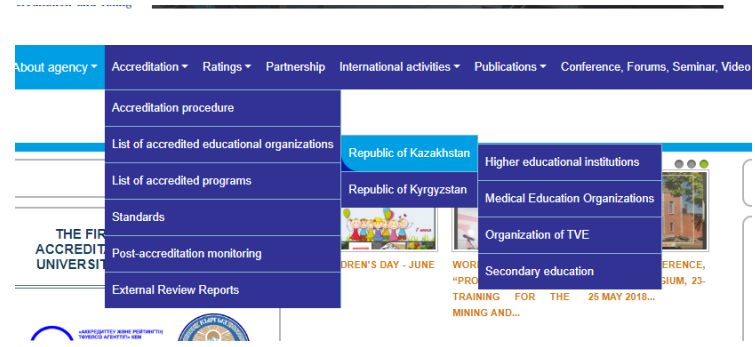 About agency
Accreditation
Ratings
Partnership
International activities
Publications
Conference, Forums, Seminar, Video
Accreditation procedure
List of accredited educational organizations
List of accredited programs
Standards
Post-accreditation monitoring
External Review Reports
Republic of Kazakhstan
Republic of Kyrgyzstan
Higher educational institutions
Medical Education Organizations
Organization of TVE
Secondary education
THE FIR
ACCREDIT
UNIVERSIT
DREN'S DAY - JUNE
WOR
"PRO
TRAINING FOR THE
MINING AND...
ERENCE,
SIUM, 23-
25 MAY 2018...